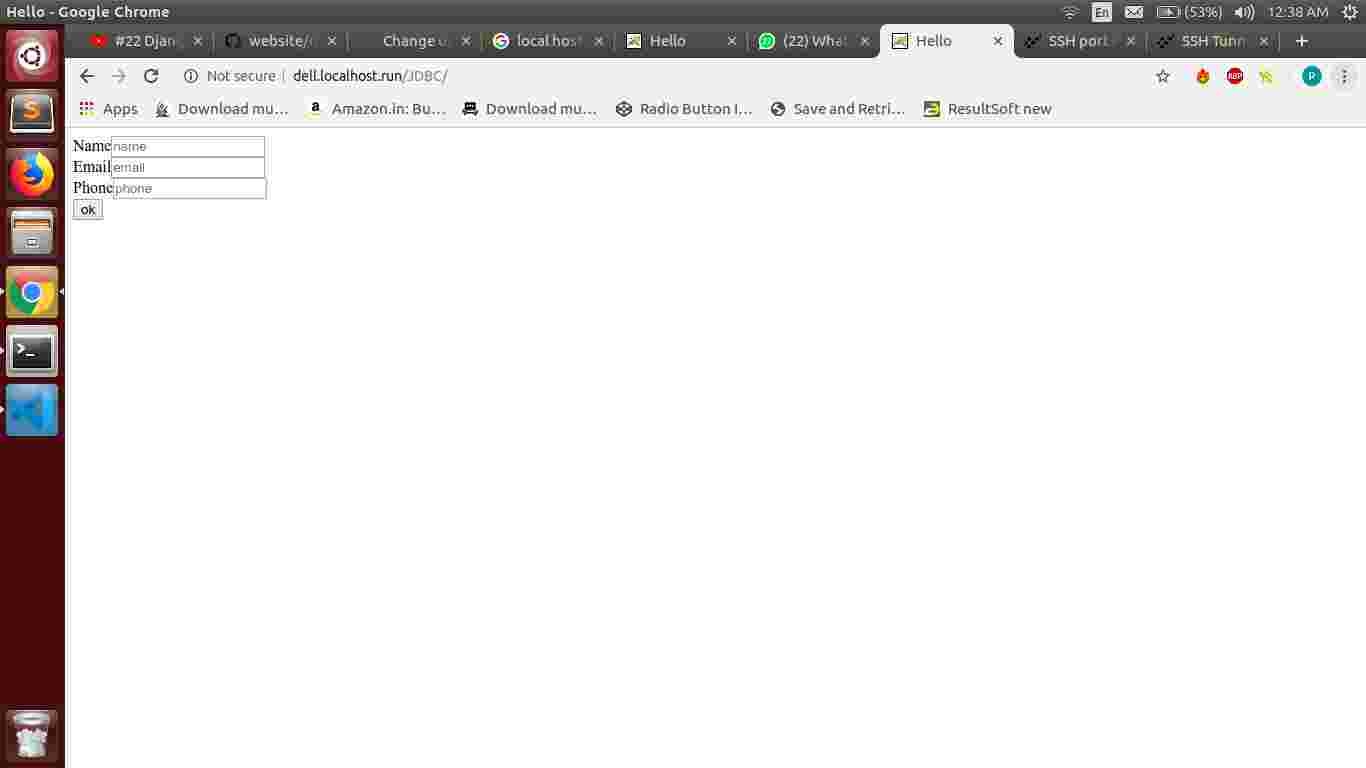 Hello - Google Chrome
En (53%) 12:38 AM
#22 Djan website/ Change u local host Hello (22) What Hello SSH port SSH Tunn
Not secure | dell.localhost.run/JDBC/ ABP P
Apps Download mu... Amazon.in: Bu... Download mu... Radio Button I... Save and Retri... ResultSoft new
Name name
Email email
Phone phone
ok